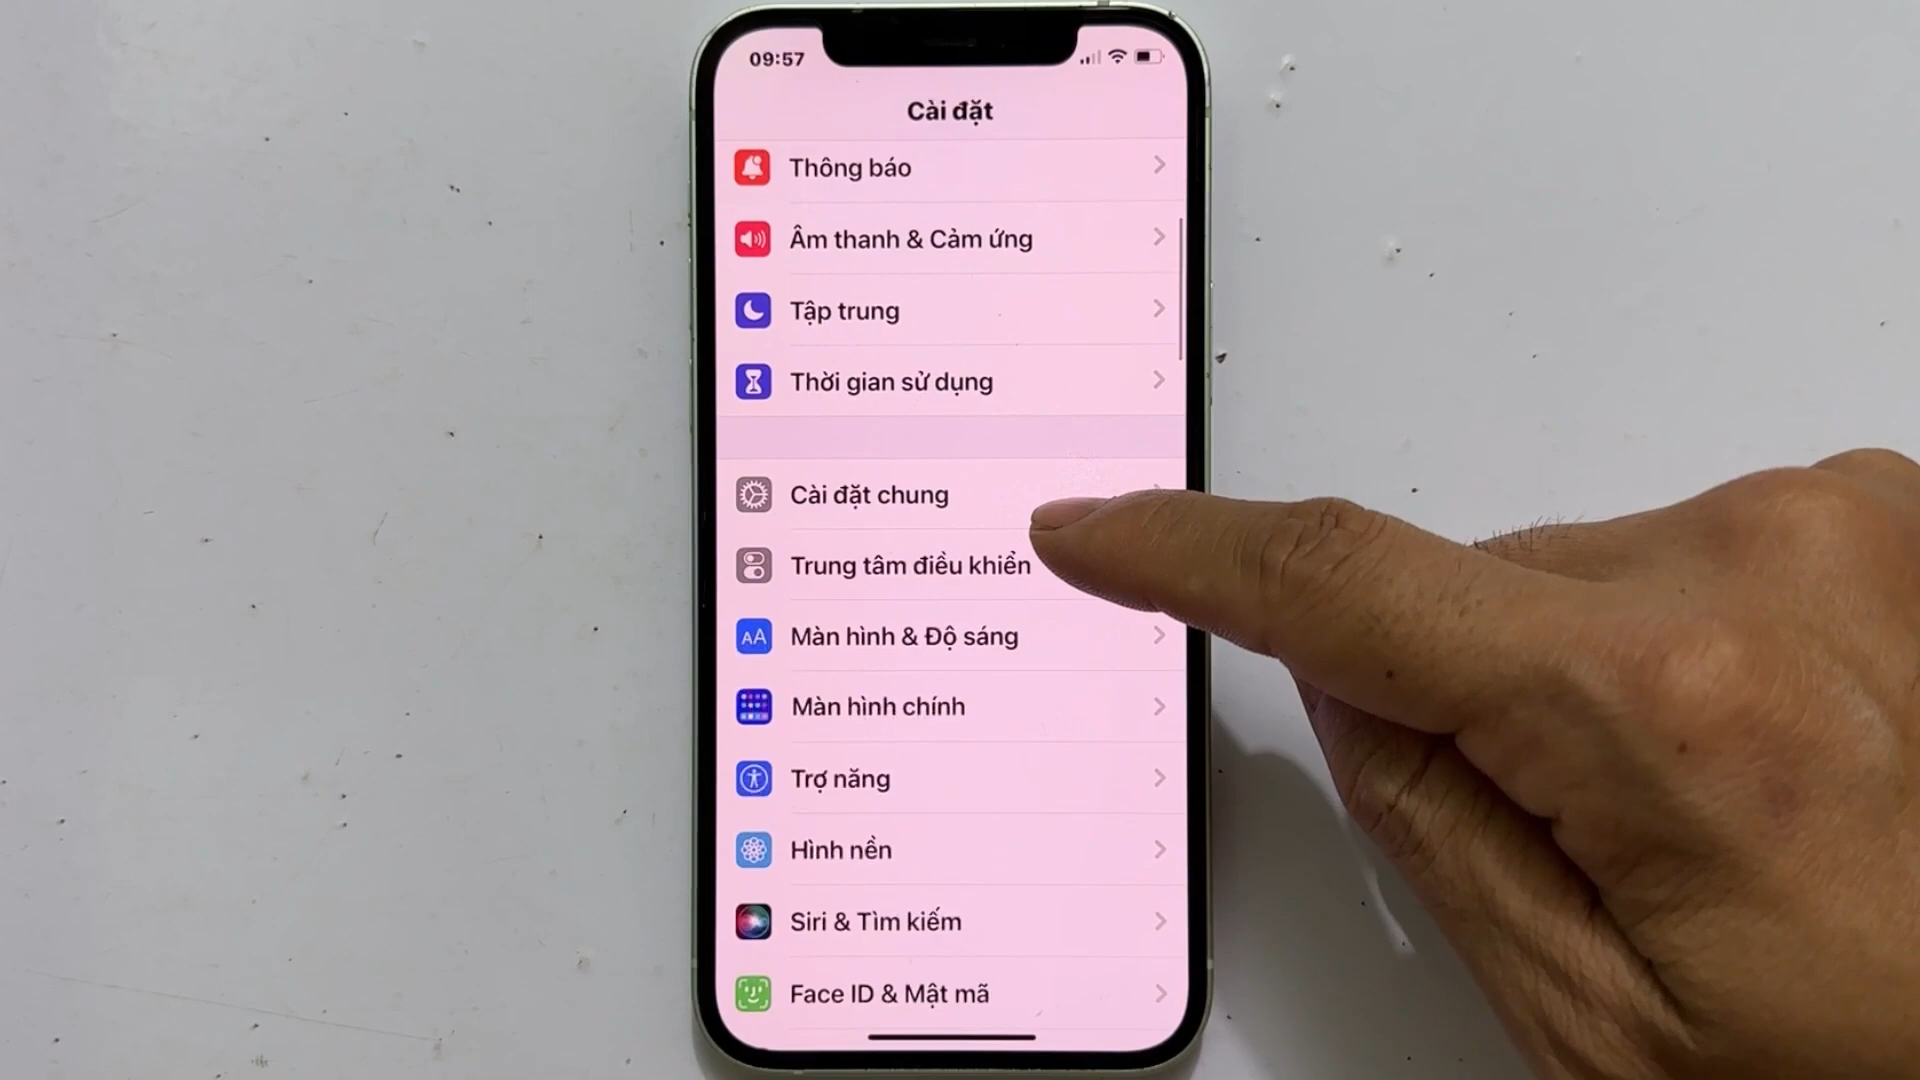 09:57
Cài đặt
Thông báo
Âm thanh & Cảm ứng
Tập trung
Thời gian sử dụng
Cài đặt chung
Trung tâm điều khiển
AA Màn hình & Độ sáng
Màn hình chính
Trợ năng
Hình nền
Siri & Tìm kiếm
Face ID & Mật mã